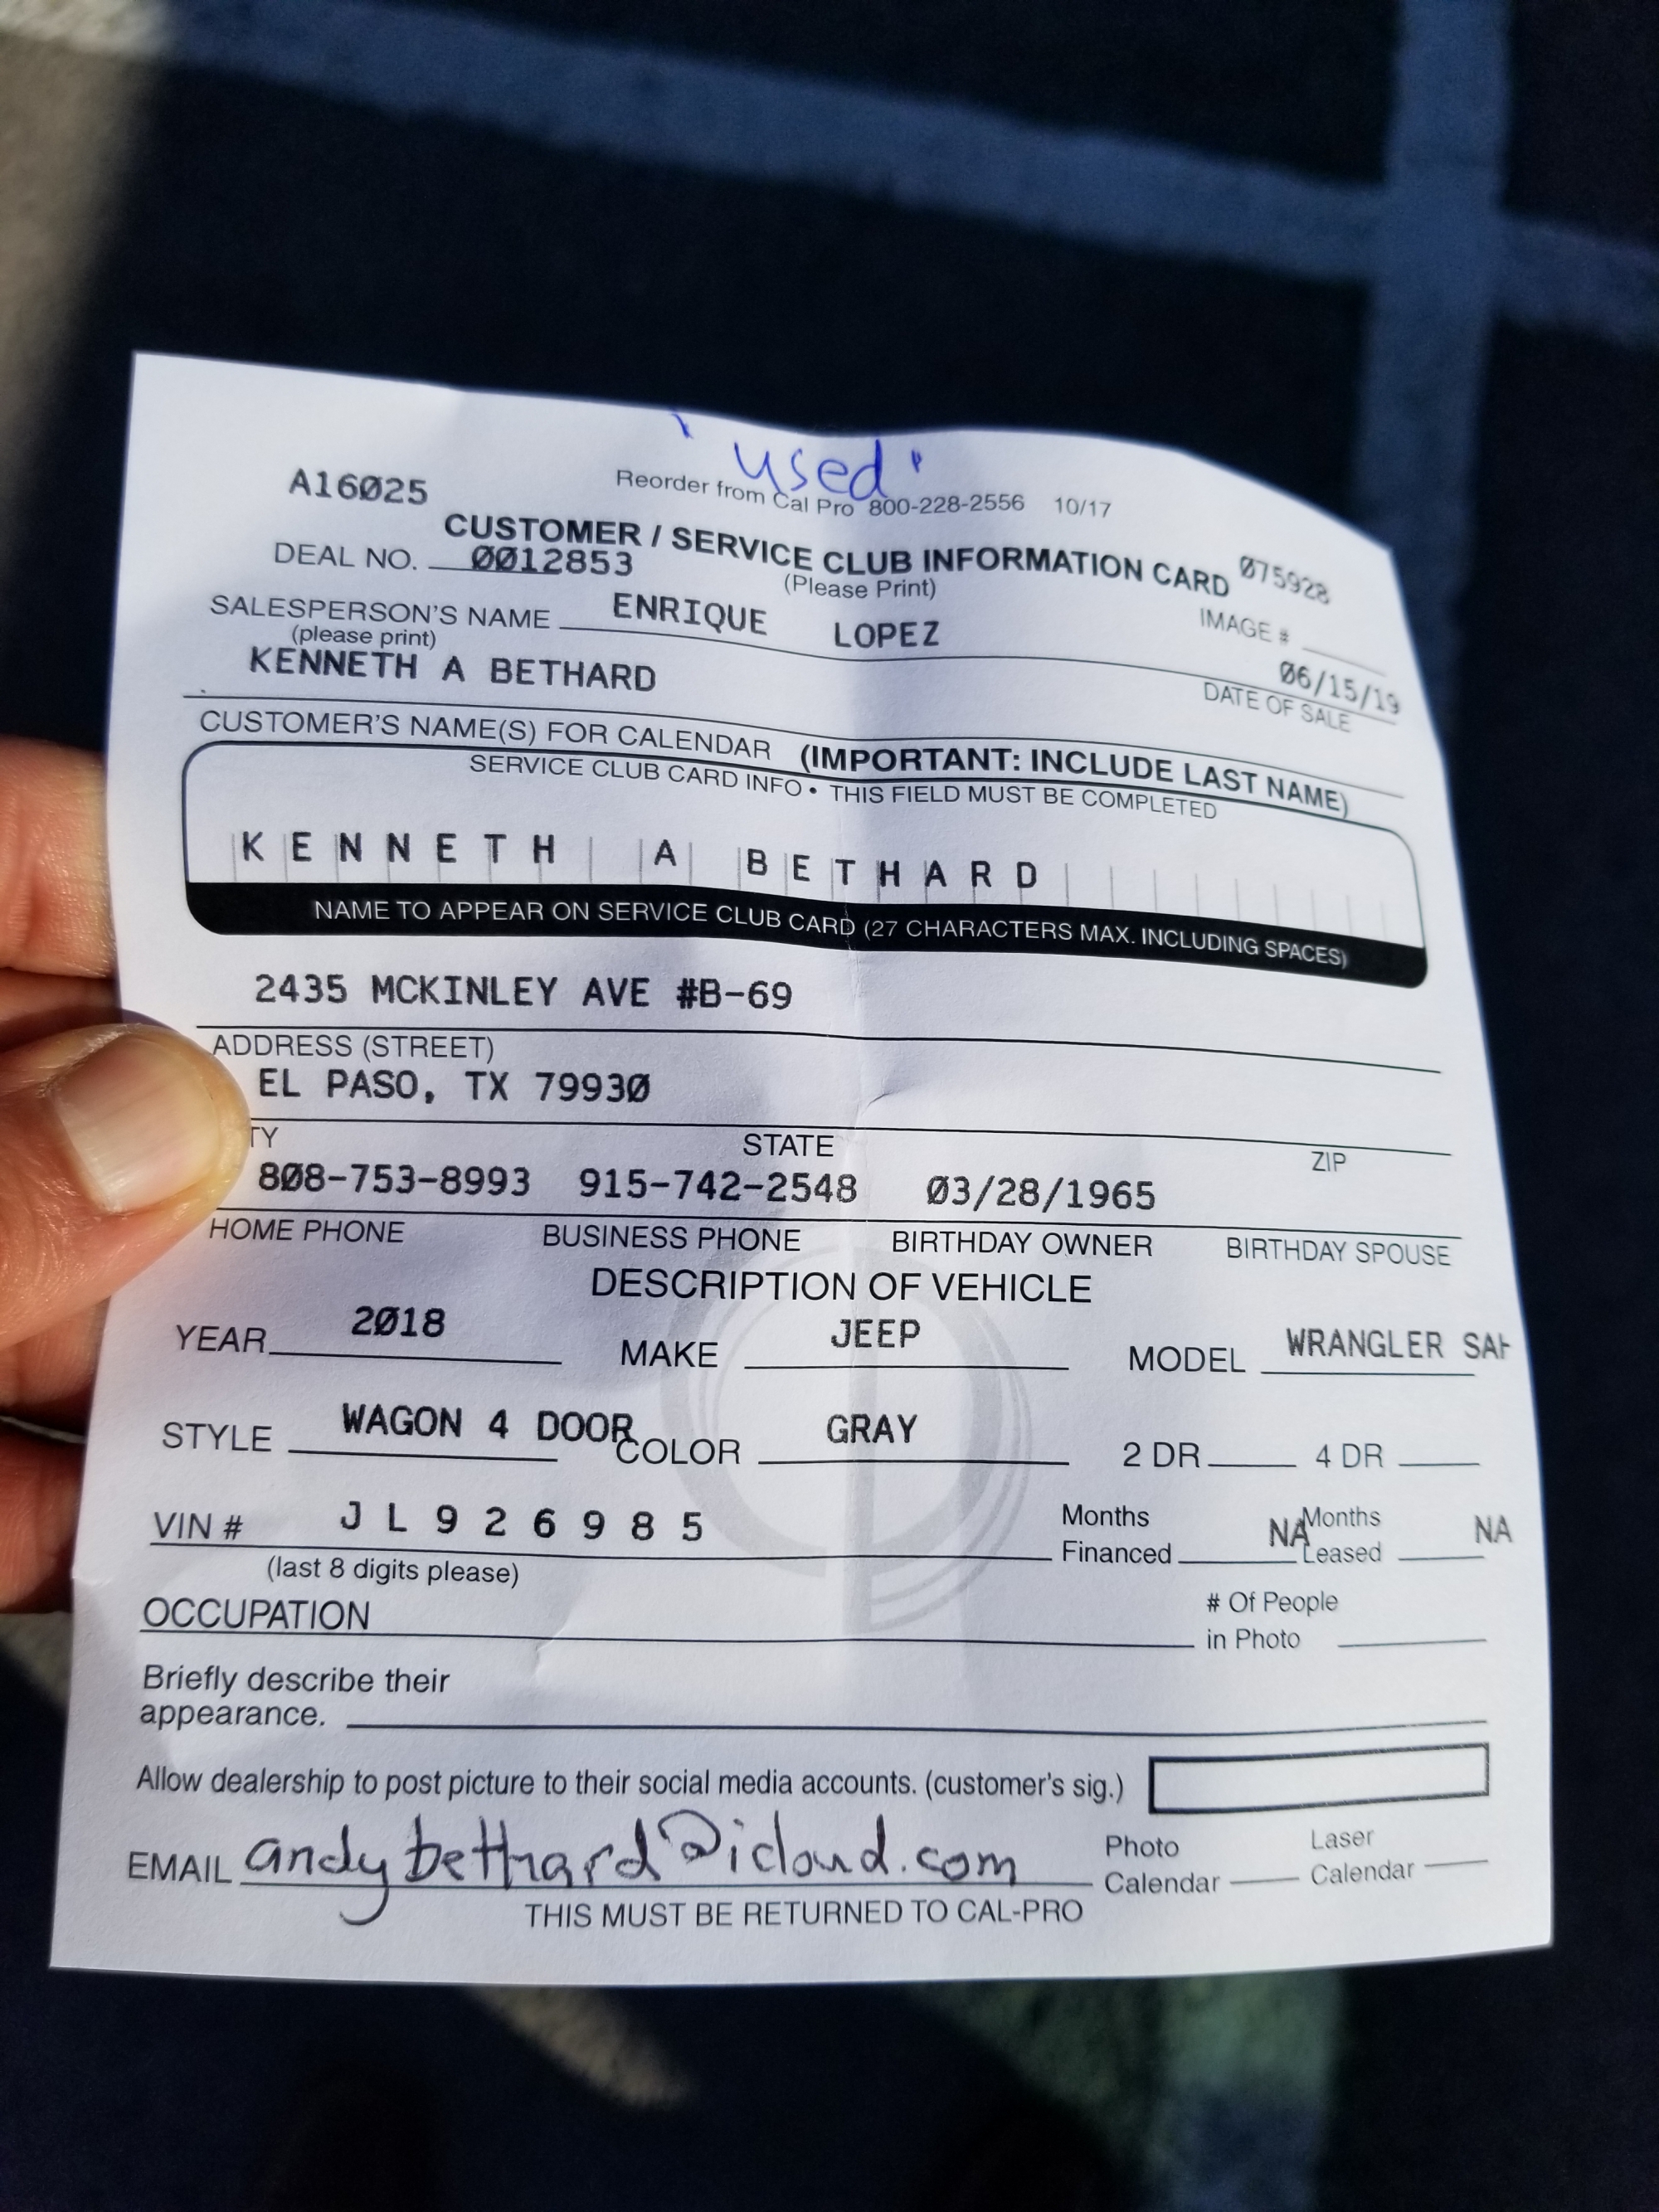 "used"
A16025
Reorder from Cal Pro 800-228-2556 10/17
CUSTOMER / SERVICE CLUB INFORMATION CARD 075928
DEAL NO. 0012853 (Please Print)
SALESPERSON'S NAME ENRIQUE LOPEZ IMAGE #
(please print)
KENNETH A BETHARD 06/15/19
DATE OF SALE
CUSTOMER'S NAME(S) FOR CALENDAR (IMPORTANT: INCLUDE LAST NAME)
SERVICE CLUB CARD INFO • THIS FIELD MUST BE COMPLETED
KENNETH A BETHARD
NAME TO APPEAR ON SERVICE CLUB CARD (27 CHARACTERS MAX. INCLUDING SPACES)
2435 MCKINLEY AVE #B-69
ADDRESS (STREET)
EL PASO, TX 79930
TY STATE ZIP
808-753-8993 915-742-2548 03/28/1965
HOME PHONE BUSINESS PHONE BIRTHDAY OWNER BIRTHDAY SPOUSE
DESCRIPTION OF VEHICLE
YEAR 2018 MAKE JEEP MODEL WRANGLER SAH
STYLE WAGON 4 DOOR COLOR GRAY 2 DR 4 DR
VIN # JL926985 Months Financed NA Months Leased NA
(last 8 digits please)
OCCUPATION # Of People in Photo
Briefly describe their
appearance.
Allow dealership to post picture to their social media accounts. (customer's sig.)
EMAIL andybethard@icloud.com Photo Calendar Laser Calendar
THIS MUST BE RETURNED TO CAL-PRO